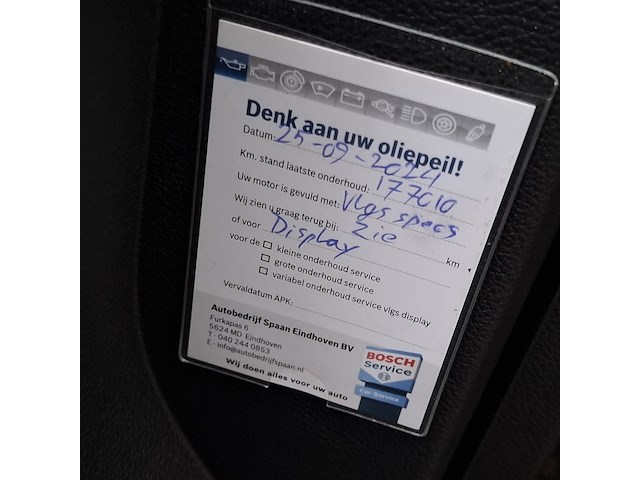 Denk aan uw oliepeil!
Datum: 25-09-2024
Km. stand laatste onderhoud: 177010
Uw motor is gevuld met: Vlgs specs
Wij zien u graag terug bij: Zie km
of voor Display
voor de kleine onderhoud service
grote onderhoud service
variabel onderhoud service vlgs display
Vervaldatum APK:
Autobedrijf Spaan Eindhoven BV
Furkapas 6
5624 MD Eindhoven
T - 040 244 0853
E - info@autobedrijfspaan.nl
Wij doen alles voor uw auto
BOSCH
Service
Car Service